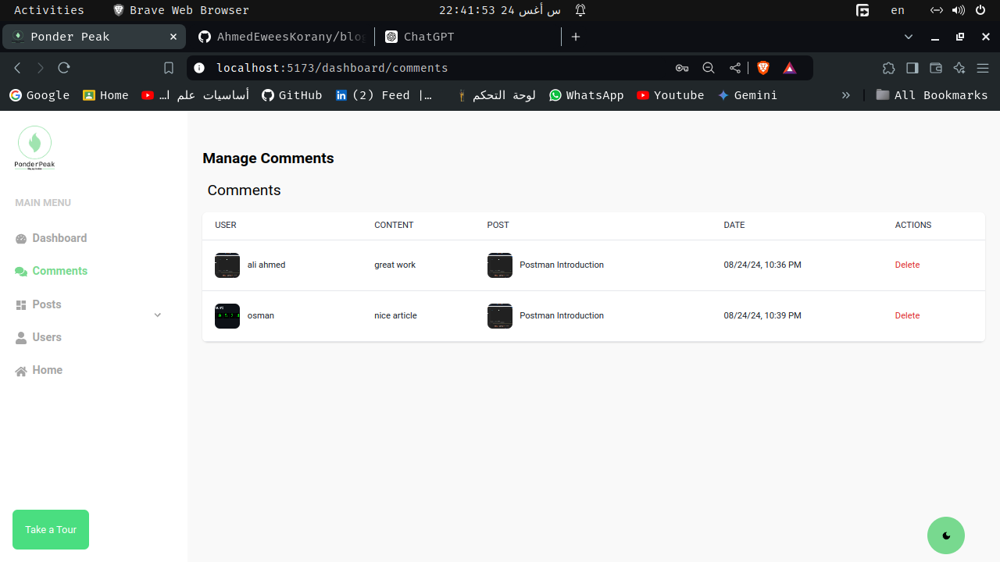 Activities Brave Web Browser 22:41:53 24 س أغس en
Ponder Peak AhmedEweesKorany/blog ChatGPT
localhost:5173/dashboard/comments
Google Home أساسيات علم ا... GitHub (2) Feed |... لوحة التحكم WhatsApp Youtube Gemini » All Bookmarks
PonderPeak
MAIN MENU
Dashboard
Comments
Posts
Users
Home
Take a Tour
Manage Comments
Comments
USER CONTENT POST DATE ACTIONS
ali ahmed great work Postman Introduction 08/24/24, 10:36 PM Delete
osman nice article Postman Introduction 08/24/24, 10:39 PM Delete